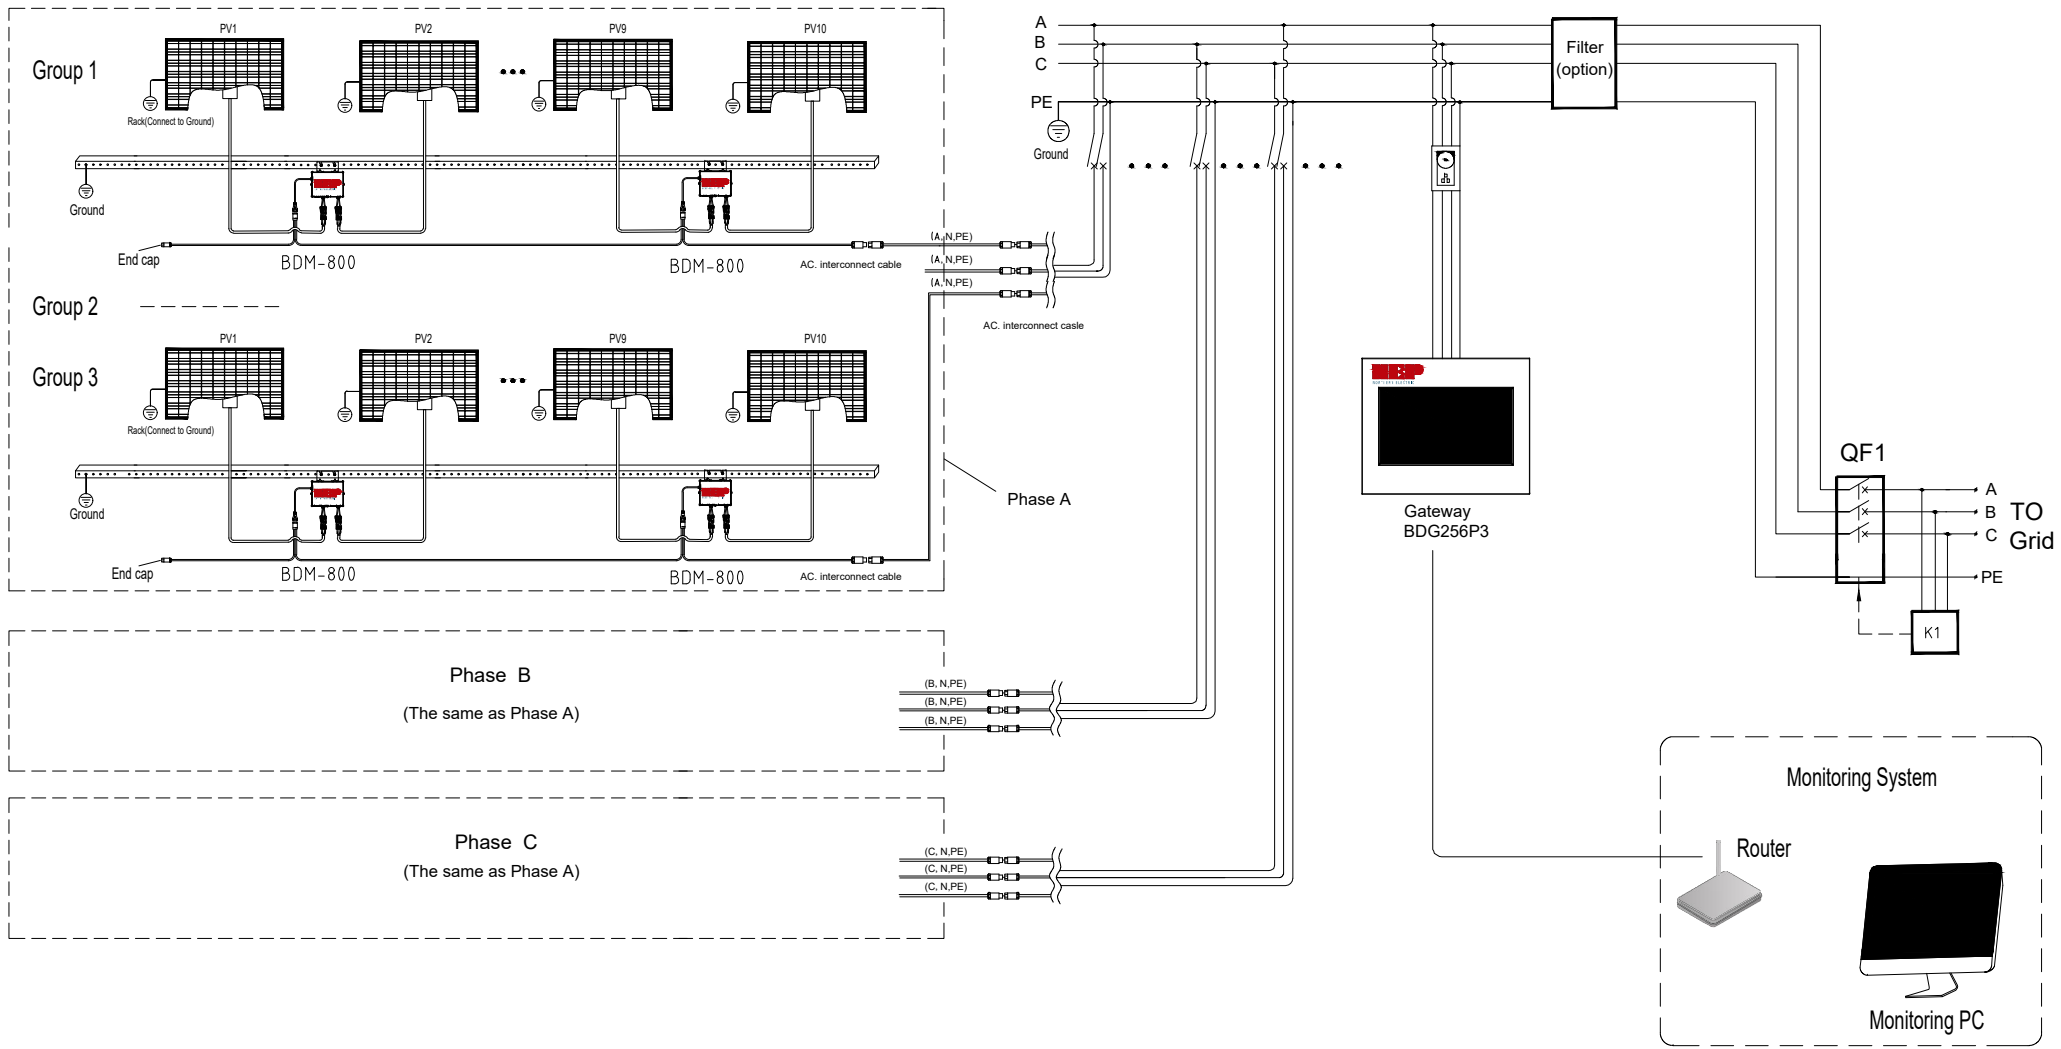 PV1
PV2
PV9
PV10
Group 1
Rack(Connect to Ground)
Ground
End cap
BDM-800
BDM-800
AC. interconnect cable
(A, N,PE)
(A, N,PE)
(A, N,PE)
AC. interconnect casle
Group 2
PV1
PV2
PV9
PV10
Group 3
Rack(Connect to Ground)
Ground
End cap
BDM-800
BDM-800
AC. interconnect cable
Phase A
Phase B
(The same as Phase A)
(B, N,PE)
(B, N,PE)
(B, N,PE)
Phase C
(The same as Phase A)
(C, N,PE)
(C, N,PE)
(C, N,PE)
A
B
C
PE
Ground
Filter
(option)
Gateway
BDG256P3
QF1
A
B
C
PE
TO
Grid
K1
Monitoring System
Router
Monitoring PC